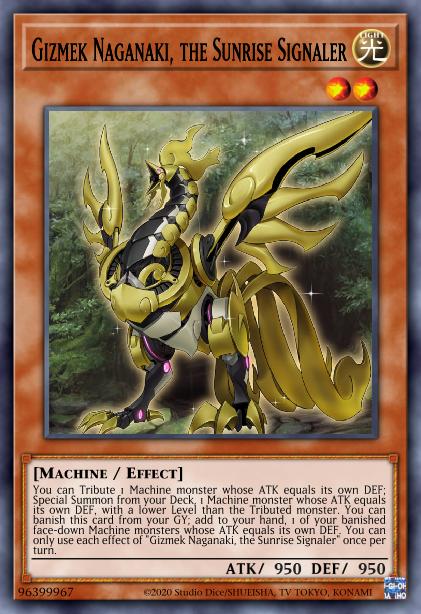 Gizmek Naganaki, the Sunrise Signaler
LIGHT
光
[Machine / Effect]
You can Tribute 1 Machine monster whose ATK equals its own DEF;
Special Summon from your Deck, 1 Machine monster whose ATK equals
its own DEF, with a lower Level than the Tributed monster. You can
banish this card from your GY; add to your hand, 1 of your banished
face-down Machine monsters whose ATK equals its own DEF. You can
only use each effect of "Gizmek Naganaki, the Sunrise Signaler" once per
turn.
ATK/ 950 DEF/ 950
96399967
©2020 Studio Dice/SHUEISHA, TV TOKYO, KONAMI